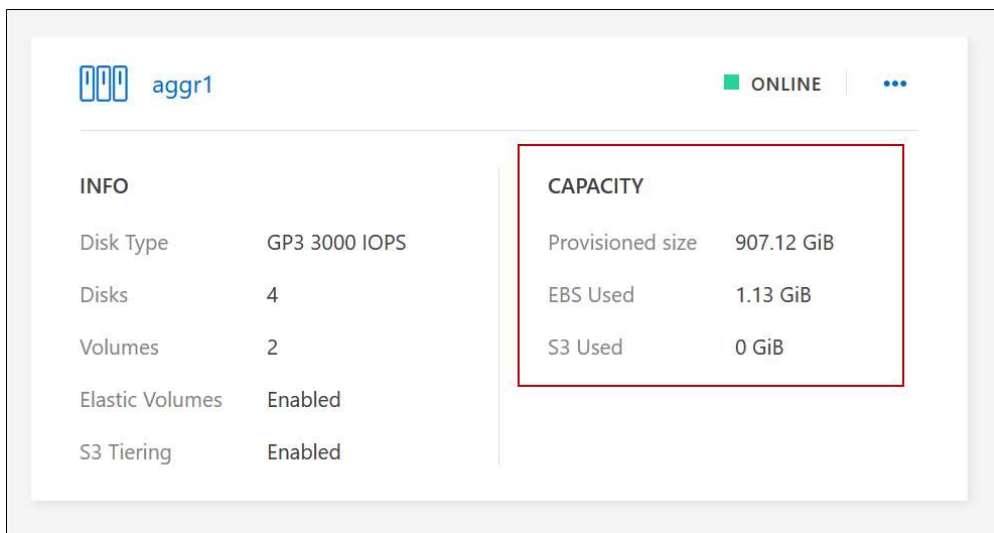 aggr1
ONLINE
INFO
Disk Type GP3 3000 IOPS
Disks 4
Volumes 2
Elastic Volumes Enabled
S3 Tiering Enabled
CAPACITY
Provisioned size 907.12 GiB
EBS Used 1.13 GiB
S3 Used 0 GiB